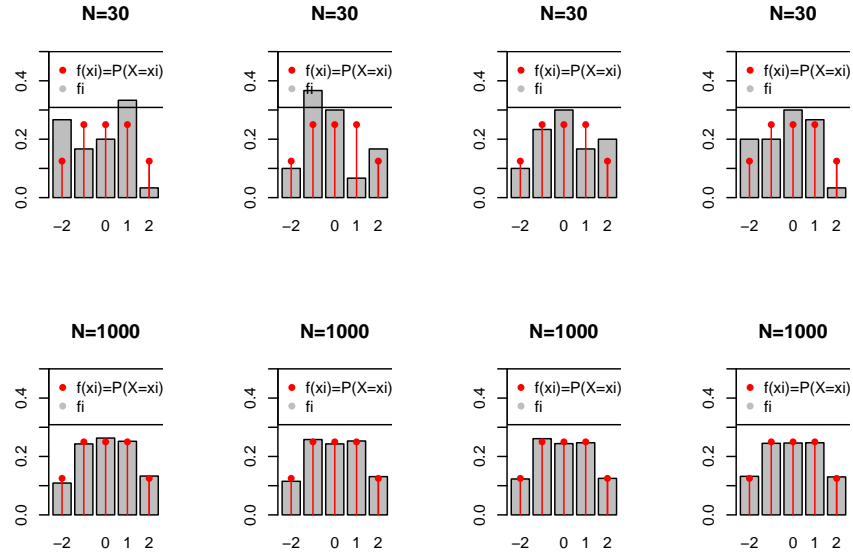 N=30
0.0 0.2 0.4
f(xi)=P(X=xi)
fi
−2 0 1 2
N=30
0.0 0.2 0.4
f(xi)=P(X=xi)
fi
−2 0 1 2
N=30
0.0 0.2 0.4
f(xi)=P(X=xi)
fi
−2 0 1 2
N=30
0.0 0.2 0.4
f(xi)=P(X=xi)
fi
−2 0 1 2
N=1000
0.0 0.2 0.4
f(xi)=P(X=xi)
fi
−2 0 1 2
N=1000
0.0 0.2 0.4
f(xi)=P(X=xi)
fi
−2 0 1 2
N=1000
0.0 0.2 0.4
f(xi)=P(X=xi)
fi
−2 0 1 2
N=1000
0.0 0.2 0.4
f(xi)=P(X=xi)
fi
−2 0 1 2